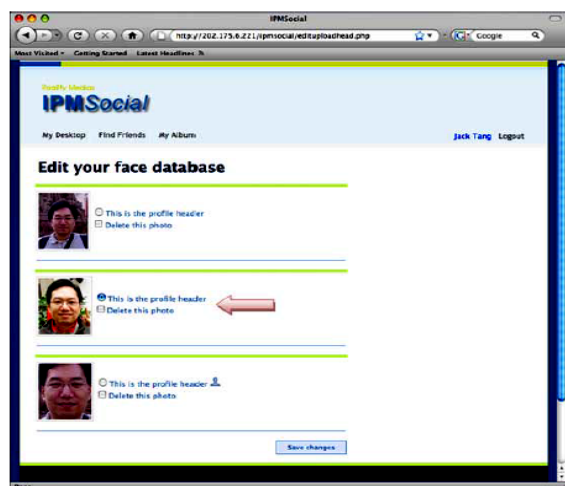 IPMSocial
http://202.175.6.221/ipmsocial/edituploadhead.php
Google
Most Visited Getting Started Latest Headlines
IPMSocial
My Desktop Find Friends My Album Jack Tang Logout
Edit your face database
This is the profile header
Delete this photo
This is the profile header
Delete this photo
This is the profile header
Delete this photo
Save changes